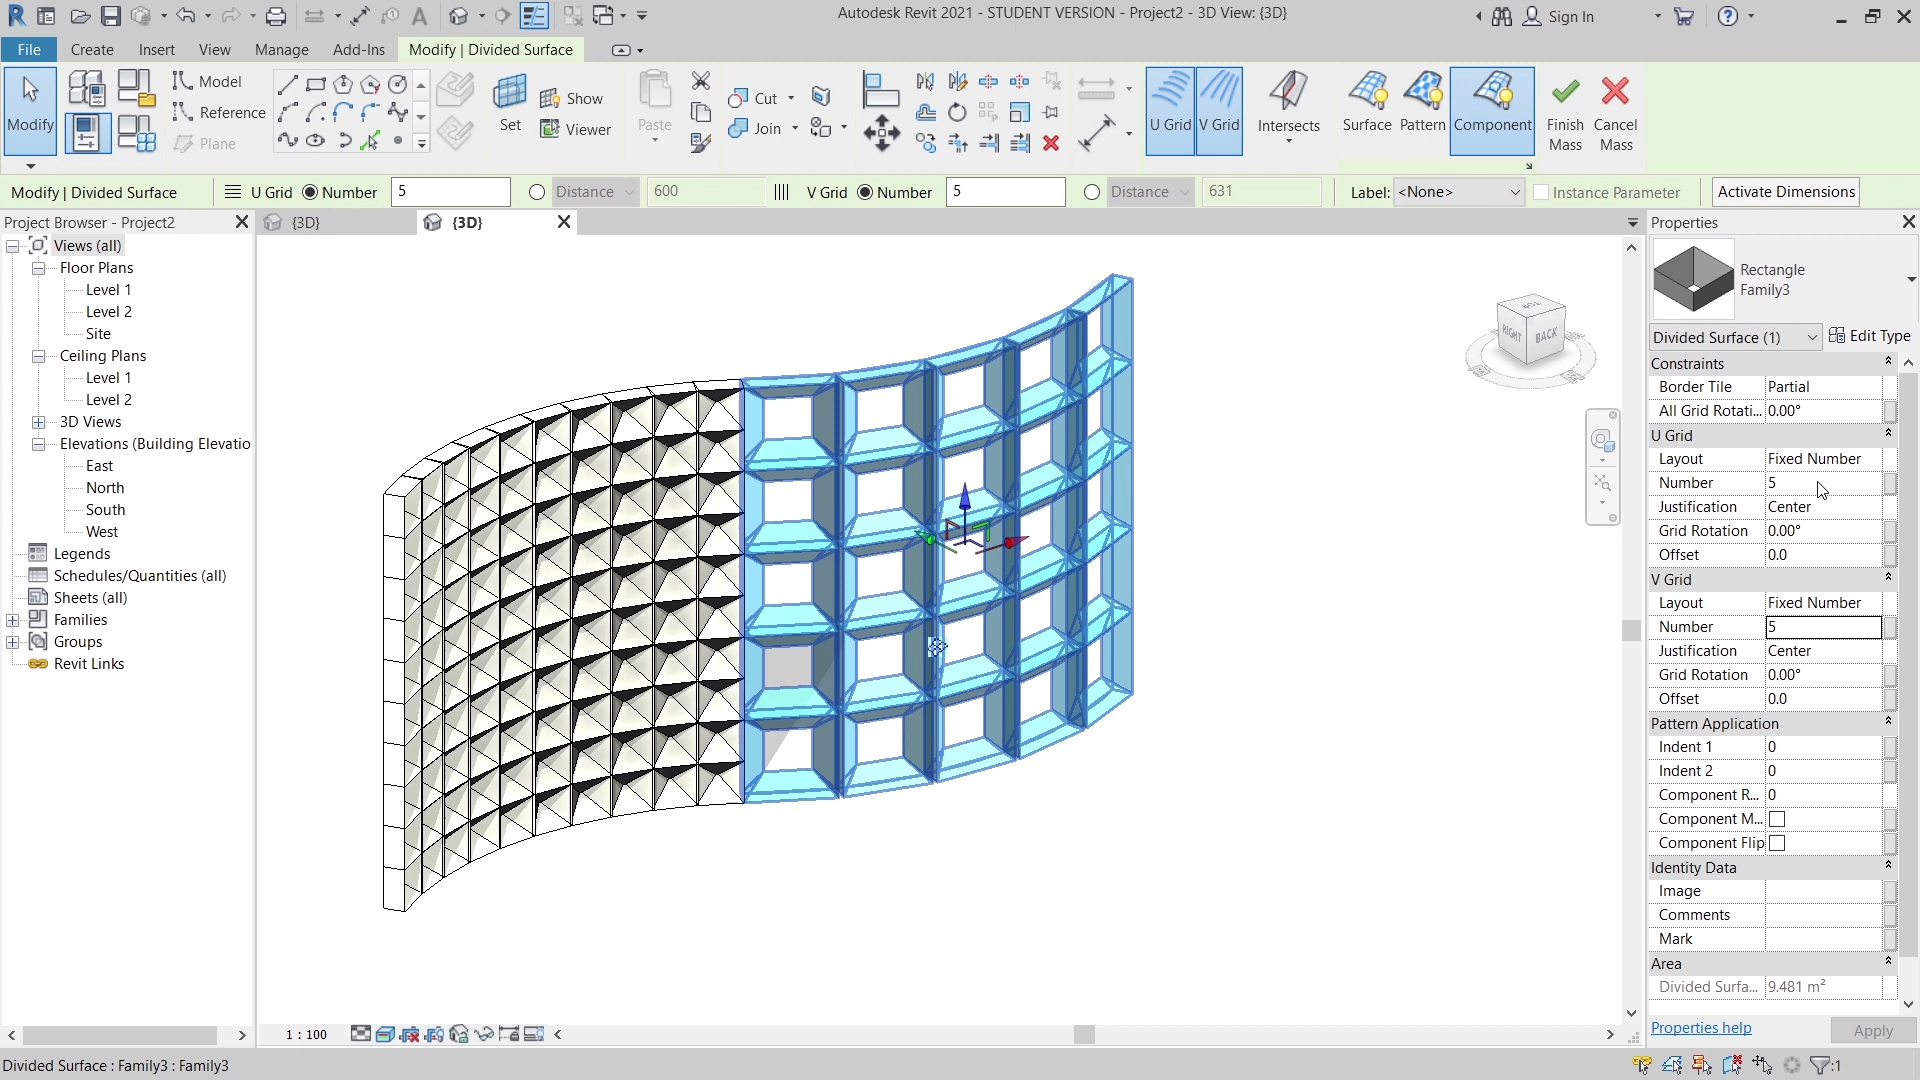 Autodesk Revit 2021 - STUDENT VERSION - Project2 - 3D View: {3D}
Sign In
File Create Insert View Manage Add-Ins Modify | Divided Surface
Modify
Model
Reference
Plane
Set
Show
Viewer
Paste
Cut
Join
U Grid
V Grid
Intersects
Surface
Pattern
Component
Finish Mass
Cancel Mass
Modify | Divided Surface U Grid Number 5 Distance 600 V Grid Number 5 Distance 631 Label: <None> Instance Parameter Activate Dimensions
Project Browser - Project2
{3D}
{3D}
Properties
Views (all)
Floor Plans
Level 1
Level 2
Site
Ceiling Plans
Level 1
Level 2
3D Views
Elevations (Building Elevatio
East
North
South
West
Legends
Schedules/Quantities (all)
Sheets (all)
Families
Groups
Revit Links
RIGHT
BACK
Rectangle
Family3
Divided Surface (1)
Edit Type
Constraints
Border Tile Partial
All Grid Rotati... 0.00°
U Grid
Layout Fixed Number
Number 5
Justification Center
Grid Rotation 0.00°
Offset 0.0
V Grid
Layout Fixed Number
Number 5
Justification Center
Grid Rotation 0.00°
Offset 0.0
Pattern Application
Indent 1 0
Indent 2 0
Component R... 0
Component M...
Component Flip
Identity Data
Image
Comments
Mark
Area
Divided Surfa... 9.481 m²
Properties help
Apply
1 : 100
Divided Surface : Family3 : Family3
:1